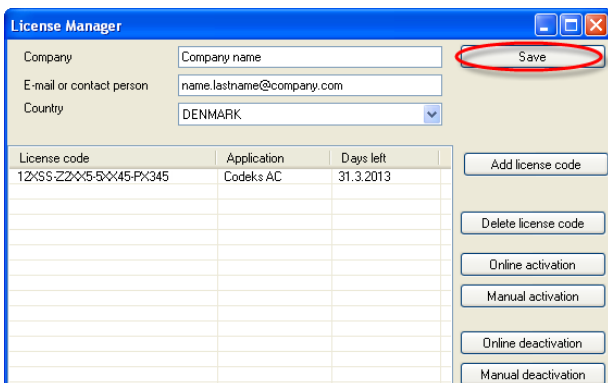 License Manager
Company
Company name
Save
E-mail or contact person
name.lastname@company.com
Country
DENMARK
License code Application Days left
12XSS-Z2XX5-5XX45-PX345 Codeks AC 31.3.2013
Add license code
Delete license code
Online activation
Manual activation
Online deactivation
Manual deactivation